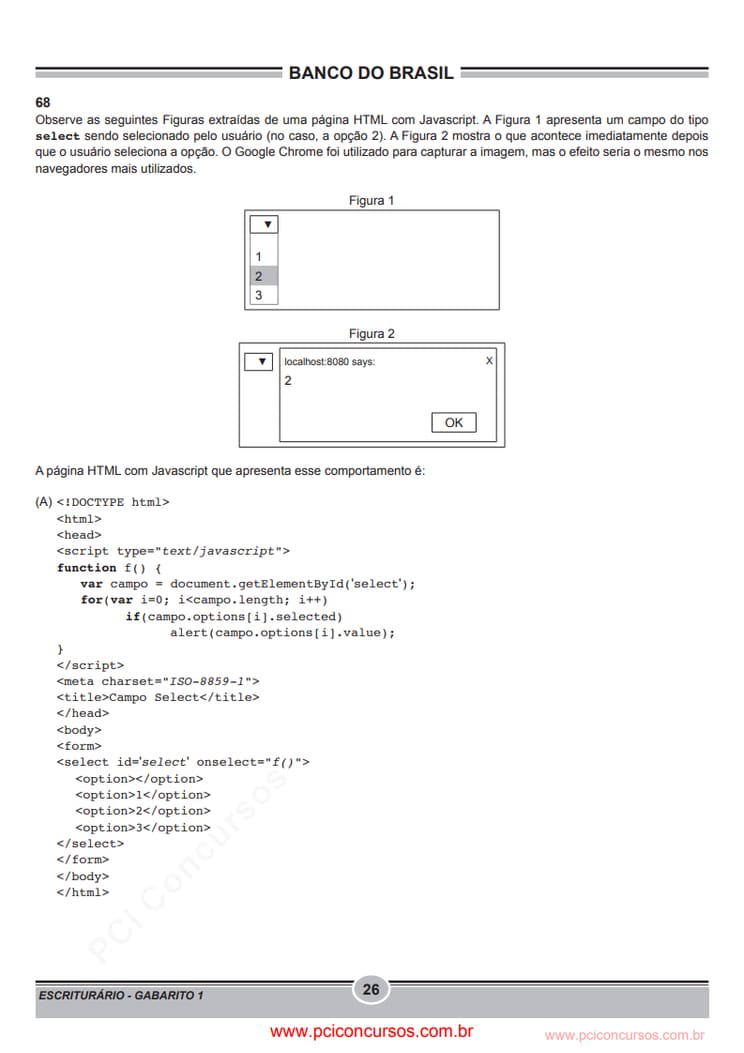 BANCO DO BRASIL
68
Observe as seguintes Figuras extraídas de uma página HTML com Javascript. A Figura 1 apresenta um campo do tipo
select sendo selecionado pelo usuário (no caso, a opção 2). A Figura 2 mostra o que acontece imediatamente depois
que o usuário seleciona a opção. O Google Chrome foi utilizado para capturar a imagem, mas o efeito seria o mesmo nos
navegadores mais utilizados.
Figura 1
▼
1
2
3
Figura 2
▼ localhost:8080 says: X
2
OK
A página HTML com Javascript que apresenta esse comportamento é:
(A) <!DOCTYPE html>
<html>
<head>
<script type="text/javascript">
function f() {
var campo = document.getElementById('select');
for(var i=0; i<campo.length; i++)
if(campo.options[i].selected)
alert(campo.options[i].value);
}
</script>
<meta charset="ISO-8859-1">
<title>Campo Select</title>
</head>
<body>
<form>
<select id='select' onselect="f()">
<option></option>
<option>1</option>
<option>2</option>
<option>3</option>
</select>
</form>
</body>
</html>
PCI Concursos
ESCRITURÁRIO - GABARITO 1
26
www.pciconcursos.com.br
www.pciconcursos.com.br